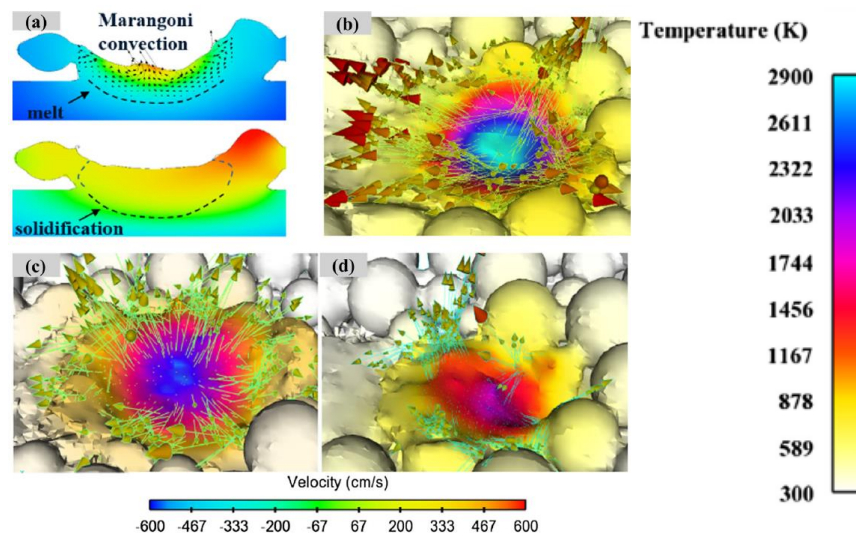 (a)
Marangoni
convection
melt
solidification
(b)
(c)
(d)
Temperature (K)
2900
2611
2322
2033
1744
1456
1167
878
589
300
Velocity (cm/s)
-600 -467 -333 -200 -67 67 200 333 467 600